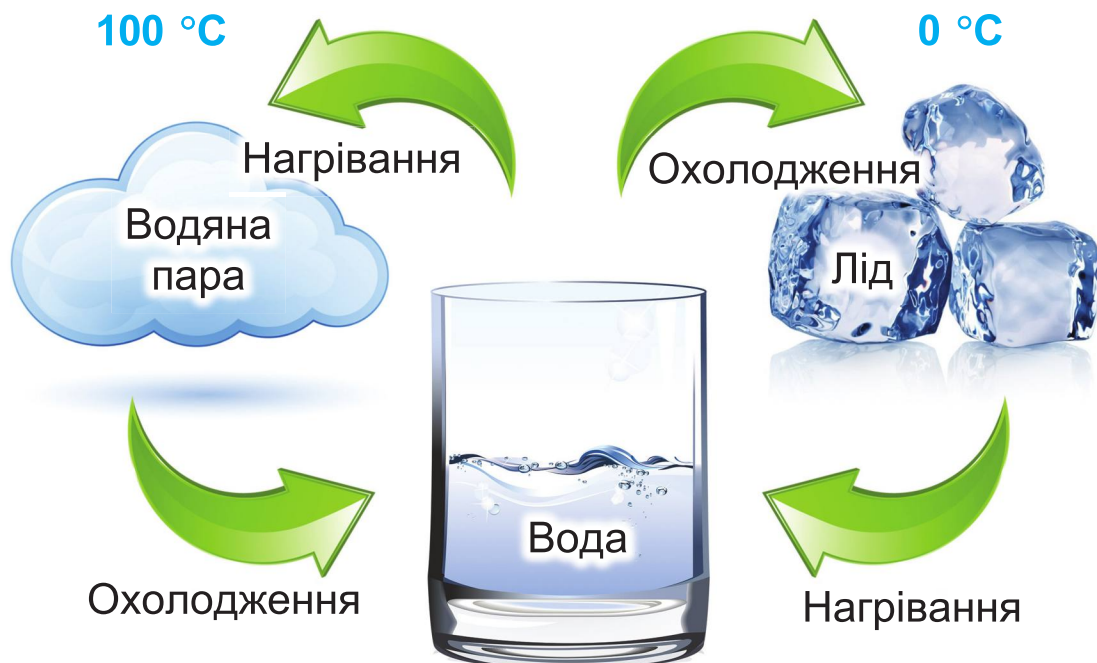 100 °C
0 °C
Нагрівання
Охолодження
Водяна
пара
Лід
Вода
Охолодження
Нагрівання